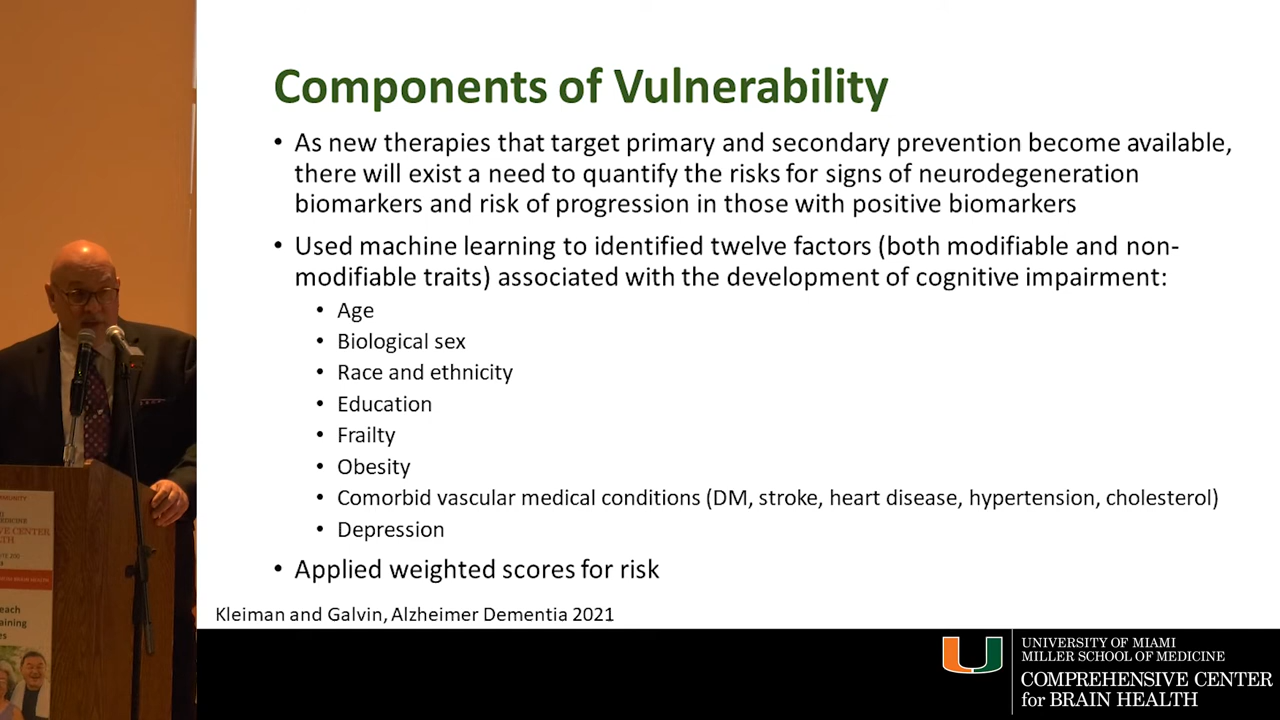 Components of Vulnerability
• As new therapies that target primary and secondary prevention become available,
there will exist a need to quantify the risks for signs of neurodegeneration
biomarkers and risk of progression in those with positive biomarkers
• Used machine learning to identified twelve factors (both modifiable and non-
modifiable traits) associated with the development of cognitive impairment:
• Age
• Biological sex
• Race and ethnicity
• Education
• Frailty
• Obesity
• Comorbid vascular medical conditions (DM, stroke, heart disease, hypertension, cholesterol)
• Depression
• Applied weighted scores for risk
Kleiman and Galvin, Alzheimer Dementia 2021
UNIVERSITY OF MIAMI
MILLER SCHOOL OF MEDICINE
COMPREHENSIVE CENTER
for BRAIN HEALTH
CENTER